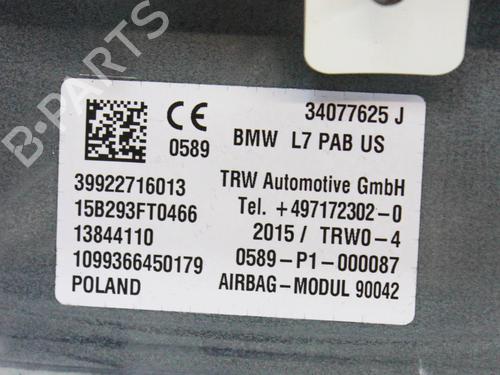 B-PARTS
34077625 J
CE
0589
BMW L7 PAB US
39922716013
TRW Automotive GmbH
15B293FT0466
Tel. +497172302-0
13844110
2015 / TRWO-4
1099366450179
0589-P1-000087
POLAND
AIRBAG-MODUL 90042